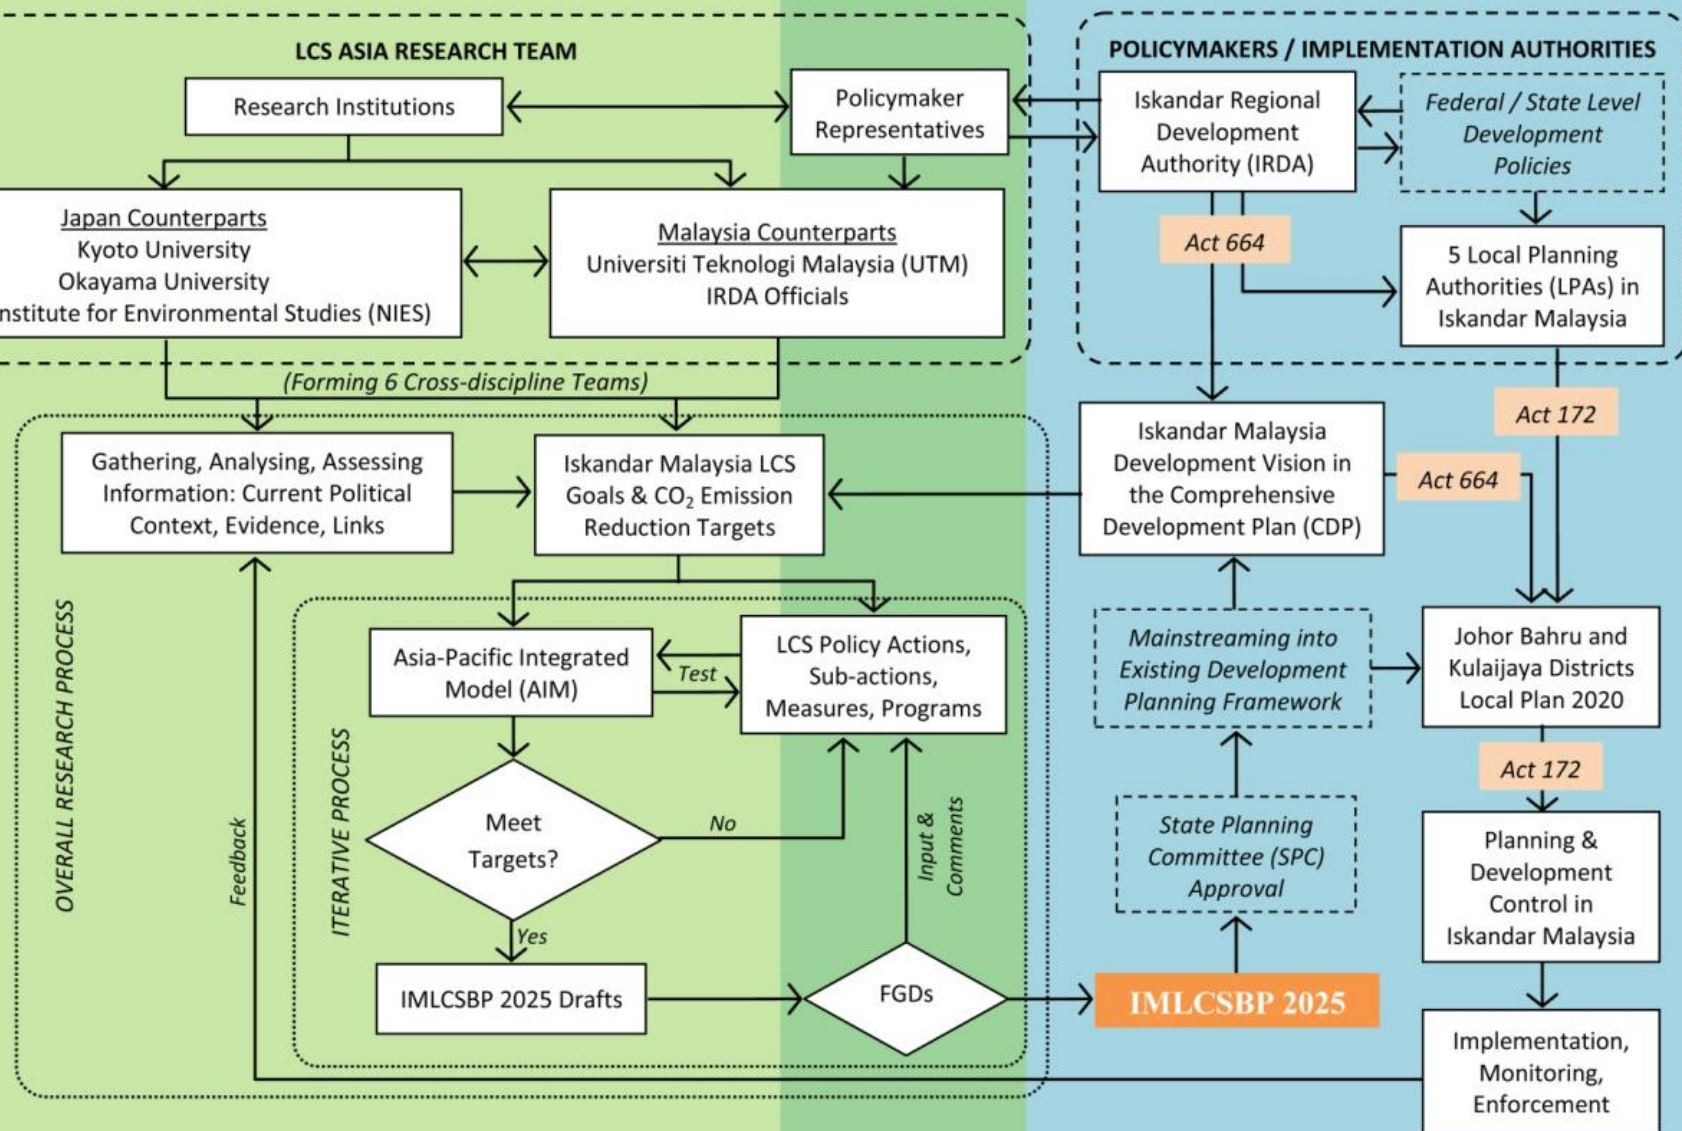 LCS ASIA RESEARCH TEAM
Research Institutions
Policymaker
Representatives
Japan Counterparts
Kyoto University
Okayama University
for Environmental Studies (NIES)
Malaysia Counterparts
Universiti Teknologi Malaysia (UTM)
IRDA Officials
POLICYMAKERS / IMPLEMENTATION AUTHORITIES
Iskandar Regional
Development
Authority (IRDA)
Federal / State Level
Development
Policies
Act 664
5 Local Planning
Authorities (LPAs) in
Iskandar Malaysia
(Forming 6 Cross-discipline Teams)
OVERALL RESEARCH PROCESS
Gathering, Analysing, Assessing
Information: Current Political
Context, Evidence, Links
Iskandar Malaysia LCS
Goals & CO₂ Emission
Reduction Targets
Iskandar Malaysia
Development Vision in
the Comprehensive
Development Plan (CDP)
Act 172
Act 664
ITERATIVE PROCESS
Asia-Pacific Integrated
Model (AIM)
Test
LCS Policy Actions,
Sub-actions,
Measures, Programs
Meet
Targets?
No
Yes
Input &
Comments
Feedback
IMLCSBP 2025 Drafts
FGDs
IMLCSBP 2025
State Planning
Committee (SPC)
Approval
Mainstreaming into
Existing Development
Planning Framework
Johor Bahru and
Kulaijaya Districts
Local Plan 2020
Act 172
Planning &
Development
Control in
Iskandar Malaysia
Implementation,
Monitoring,
Enforcement